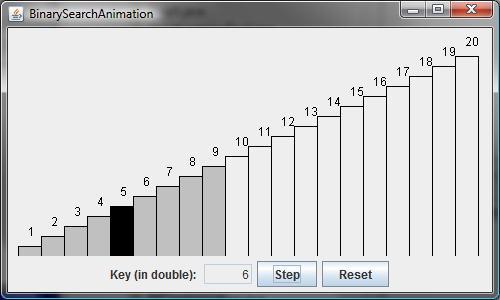 BinarySearchAnimation
1 2 3 4 5 6 7 8 9 10 11 12 13 14 15 16 17 18 19 20
Key (in double): 6 Step Reset